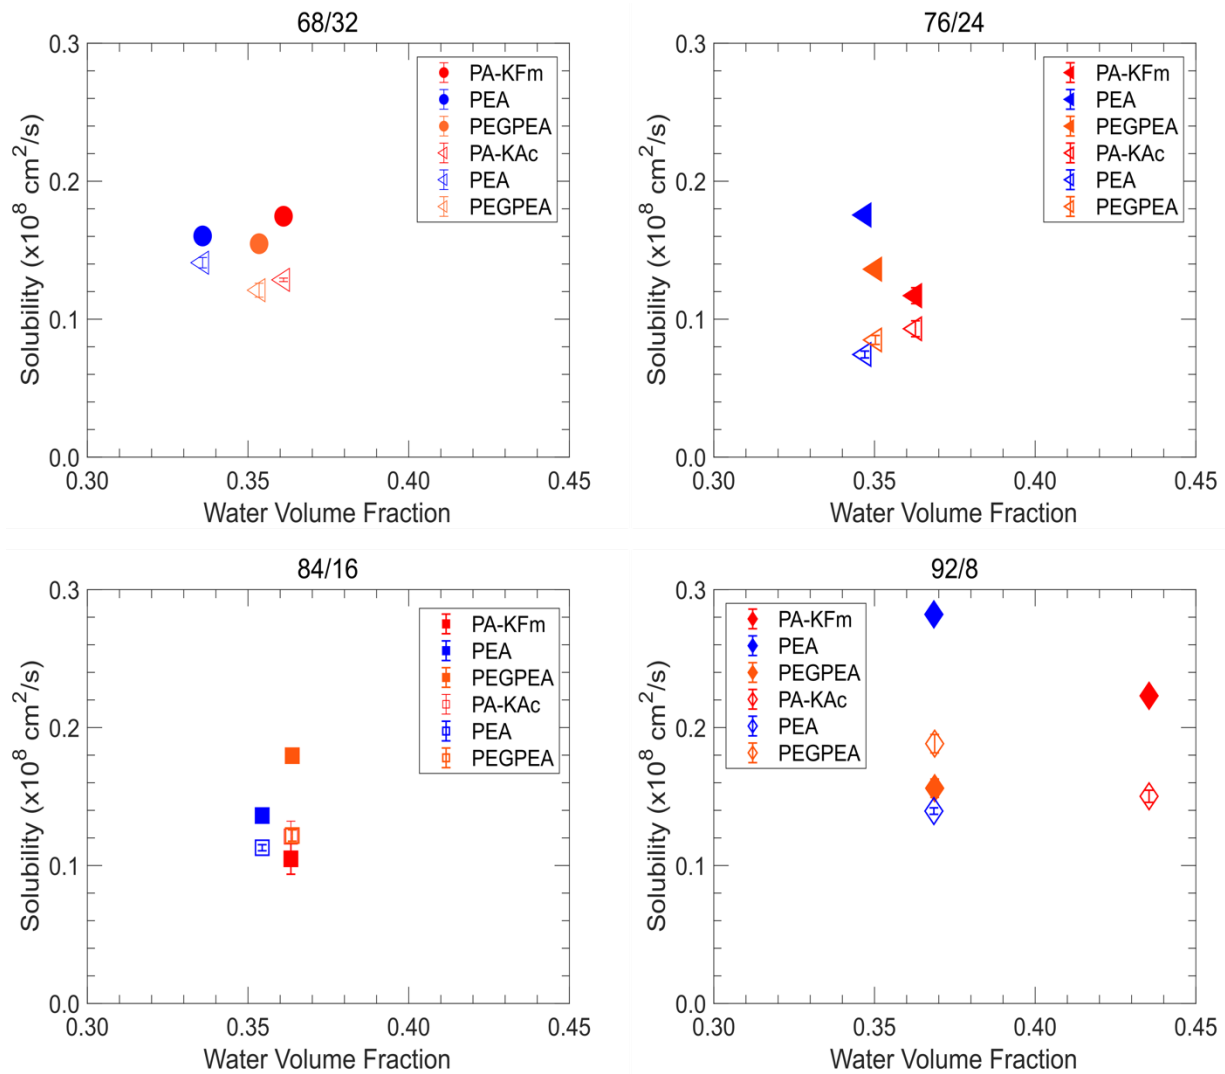 68/32
0.3
0.2
0.1
0.0
Solubility (x10⁸ cm²/s)
PA-KFm
PEA
PEGPEA
PA-KAc
PEA
PEGPEA
0.30 0.35 0.40 0.45
Water Volume Fraction
76/24
0.3
0.2
0.1
0.0
Solubility (x10⁸ cm²/s)
PA-KFm
PEA
PEGPEA
PA-KAc
PEA
PEGPEA
0.30 0.35 0.40 0.45
Water Volume Fraction
84/16
0.3
0.2
0.1
0.0
Solubility (x10⁸ cm²/s)
PA-KFm
PEA
PEGPEA
PA-KAc
PEA
PEGPEA
0.30 0.35 0.40 0.45
Water Volume Fraction
92/8
0.3
0.2
0.1
0.0
Solubility (x10⁸ cm²/s)
PA-KFm
PEA
PEGPEA
PA-KAc
PEA
PEGPEA
0.30 0.35 0.40 0.45
Water Volume Fraction